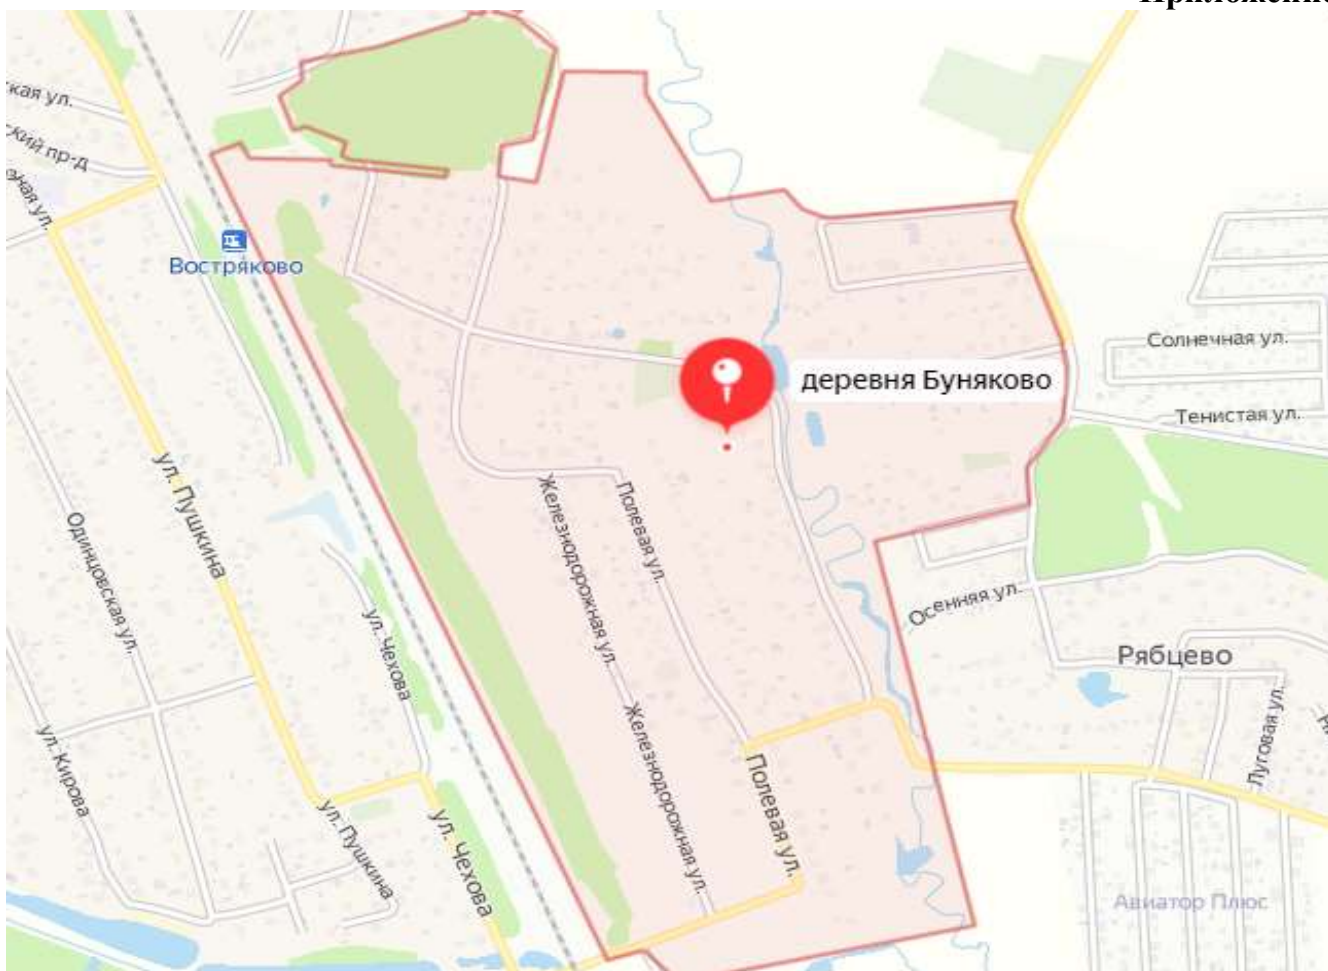 Приложение
ская ул.
ский пр-д
ная ул.
Востряково
Солнечная ул.
деревня Буняково
Тенистая ул.
ул. Пушкина
Одинцовская ул.
Железнодорожная ул.
Полевая ул.
ул. Чехова
Осенняя ул.
Рябцево
Луговая ул.
ул. Кирова
Железнодорожная ул.
Полевая ул.
ул. Пушкина
ул. Чехова
Авиатор Плюс